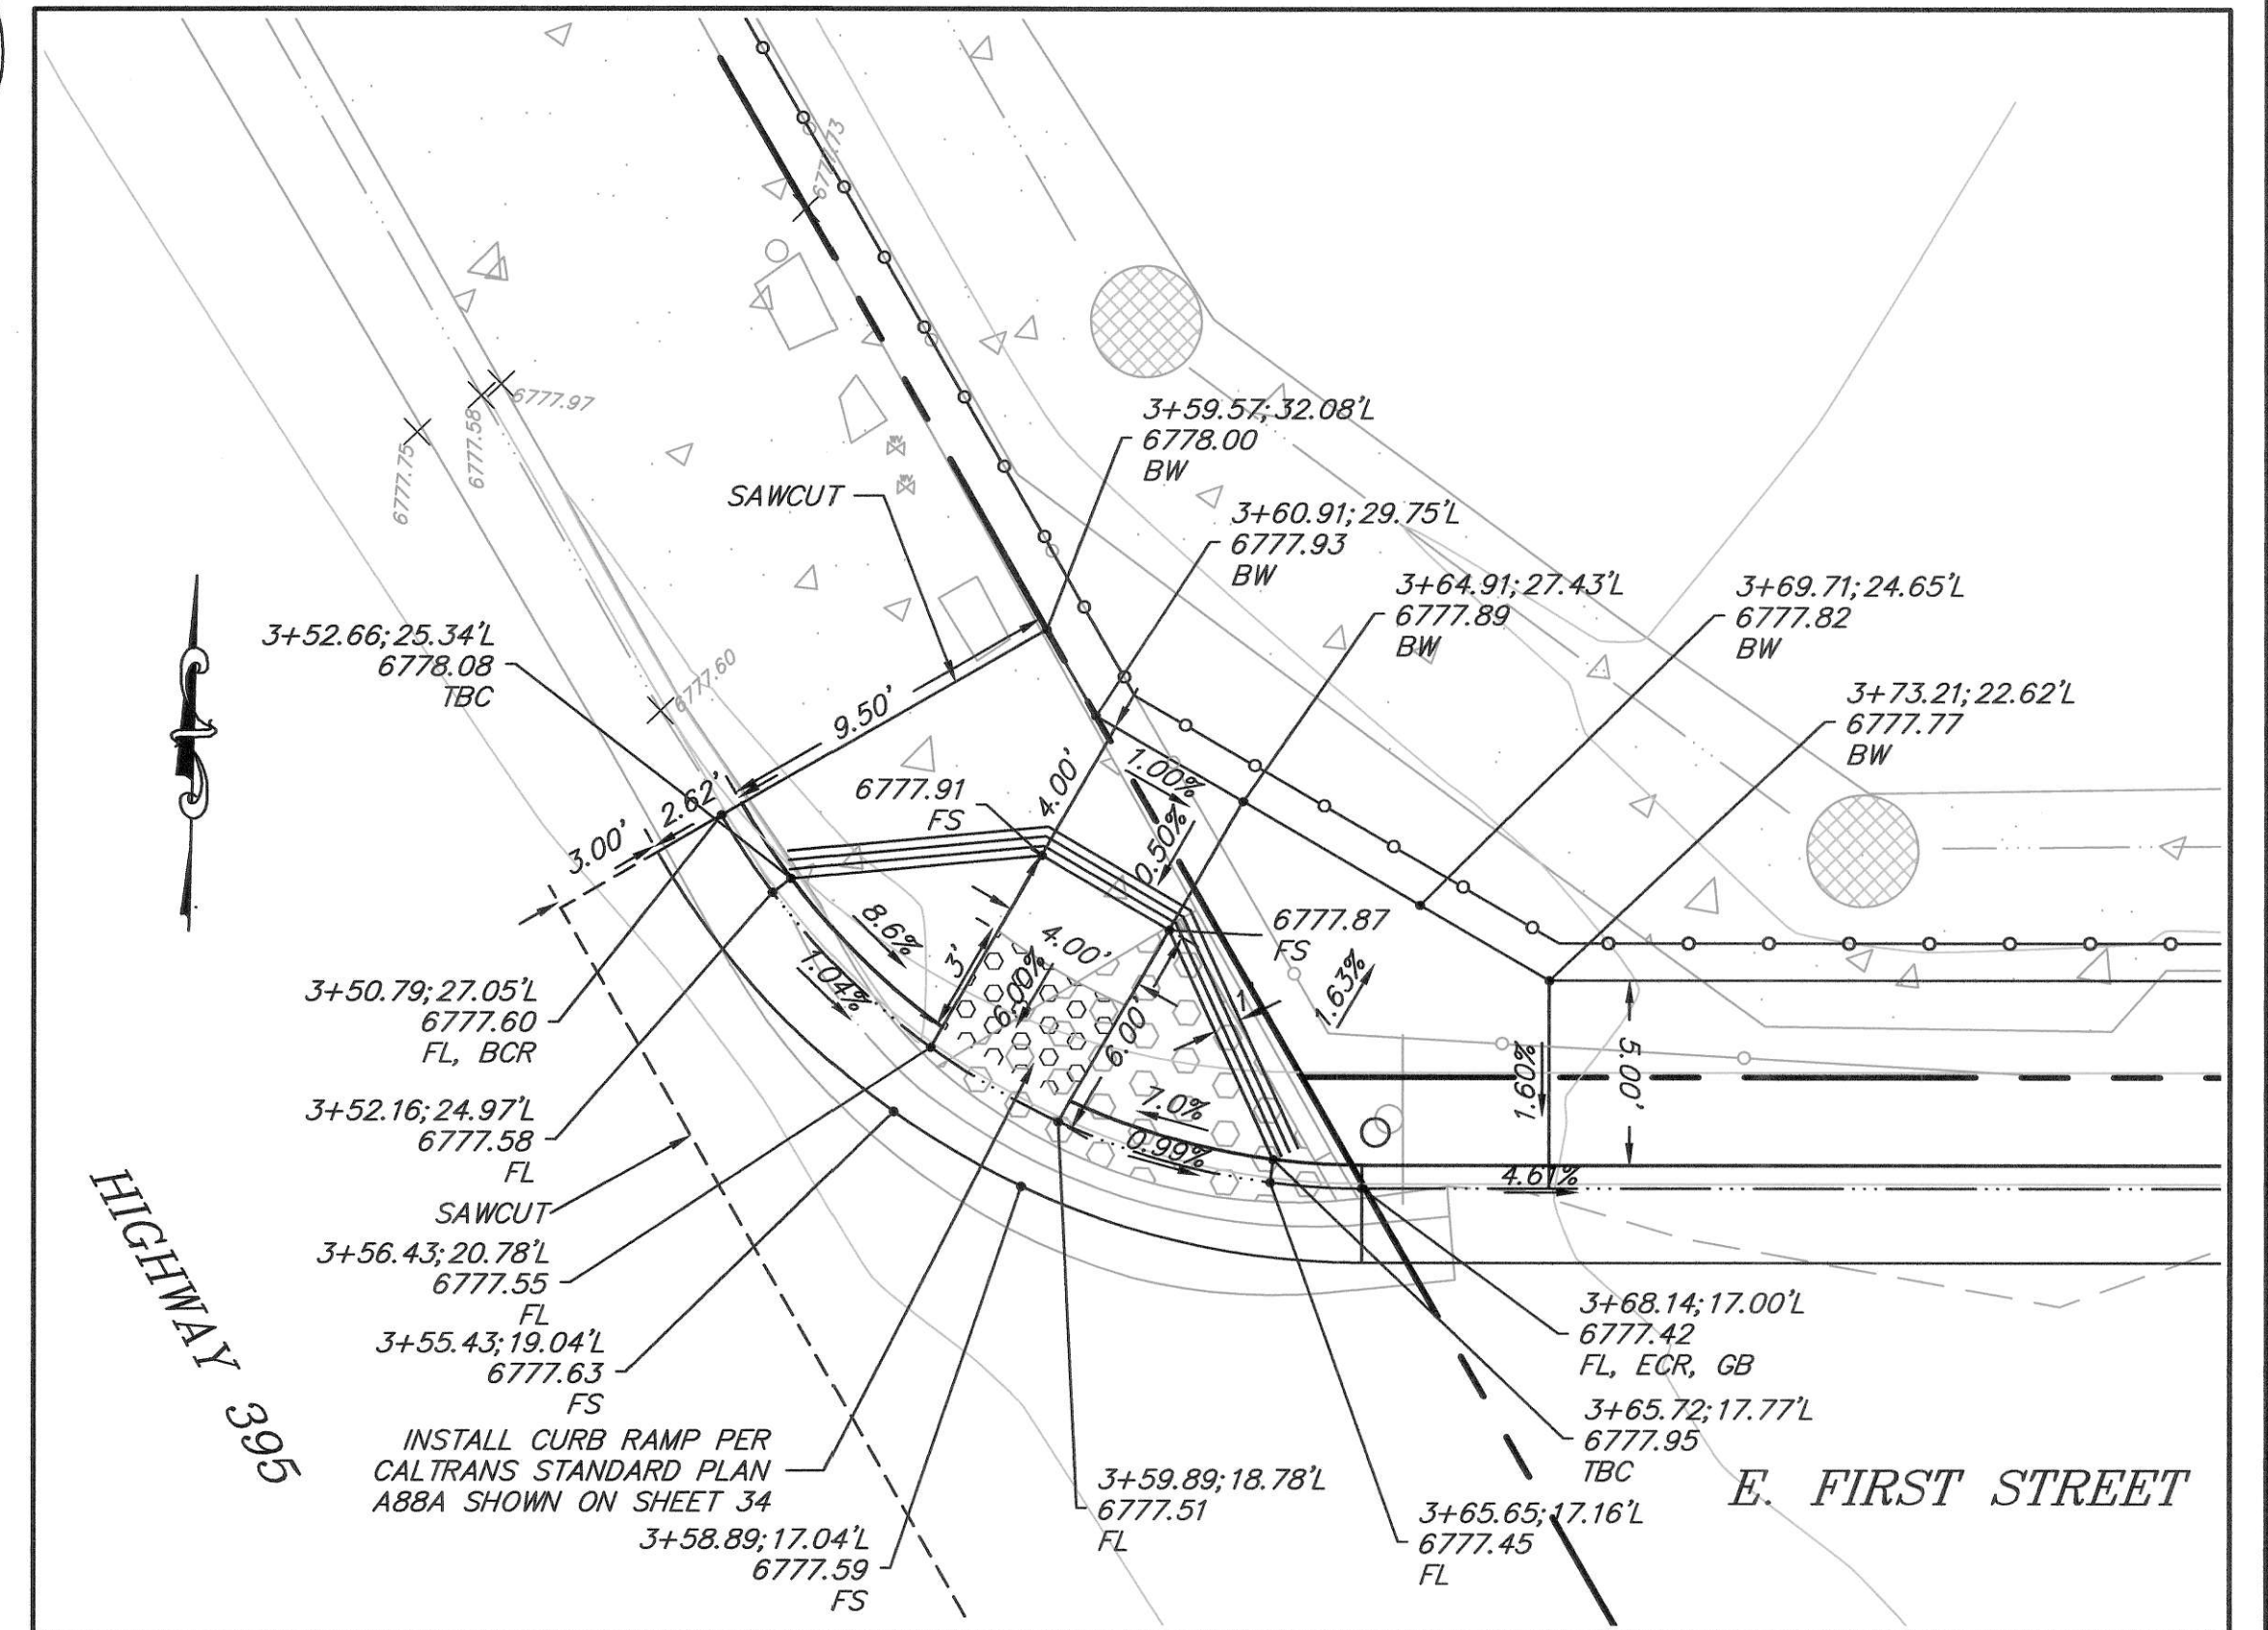 6777.73
6777.97
6777.58
6777.75
3+59.57;32.08'L
6778.00
BW
SAWCUT
3+60.91;29.75'L
6777.93
BW
3+64.91;27.43'L
6777.89
BW
3+69.71;24.65'L
6777.82
BW
3+52.66;25.34'L
6778.08
TBC
6777.60
3+73.21;22.62'L
6777.77
BW
9.50'
2.62'
3.00'
6777.91
FS
4.00'
1.00%
0.50%
6777.87
FS
8.6%
1.04%
3'
4.00'
6.00%
6.00'
1'
1.63%
1.60%
5.00'
7.0%
0.99%
4.61%
3+50.79;27.05'L
6777.60
FL, BCR
3+52.16;24.97'L
6777.58
FL
SAWCUT
3+56.43;20.78'L
6777.55
FL
3+55.43;19.04'L
6777.63
FS
INSTALL CURB RAMP PER
CALTRANS STANDARD PLAN
A88A SHOWN ON SHEET 34
3+58.89;17.04'L
6777.59
FS
3+59.89;18.78'L
6777.51
FL
3+65.65;17.16'L
6777.45
FL
3+68.14;17.00'L
6777.42
FL, ECR, GB
3+65.72;17.77'L
6777.95
TBC
HIGHWAY 395
E. FIRST STREET